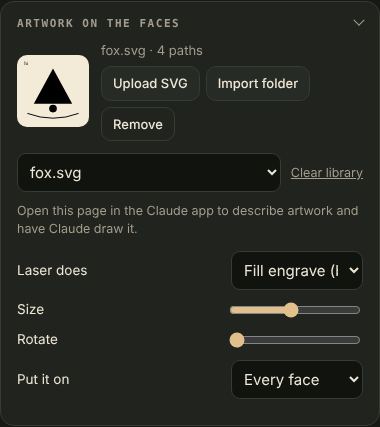 ARTWORK ON THE FACES
fox.svg · 4 paths
Upload SVG
Import folder
Remove
fox.svg
Clear library
Open this page in the Claude app to describe artwork and
have Claude draw it.
Laser does
Fill engrave (l
Size
Rotate
Put it on
Every face